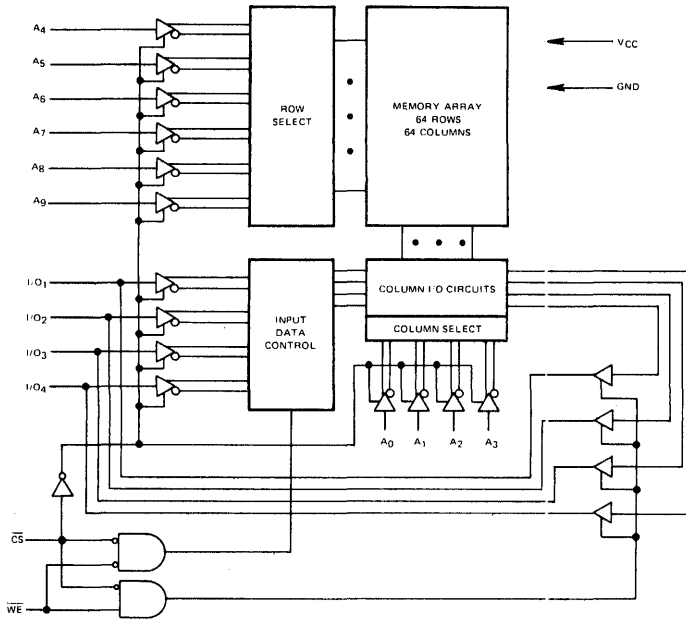 A4
A5
A6
A7
A8
A9
ROW
SELECT
MEMORY ARRAY
64 ROWS
64 COLUMNS
VCC
GND
I/O1
I/O2
I/O3
I/O4
INPUT
DATA
CONTROL
COLUMN I/O CIRCUITS
COLUMN SELECT
A0
A1
A2
A3
CS
WE